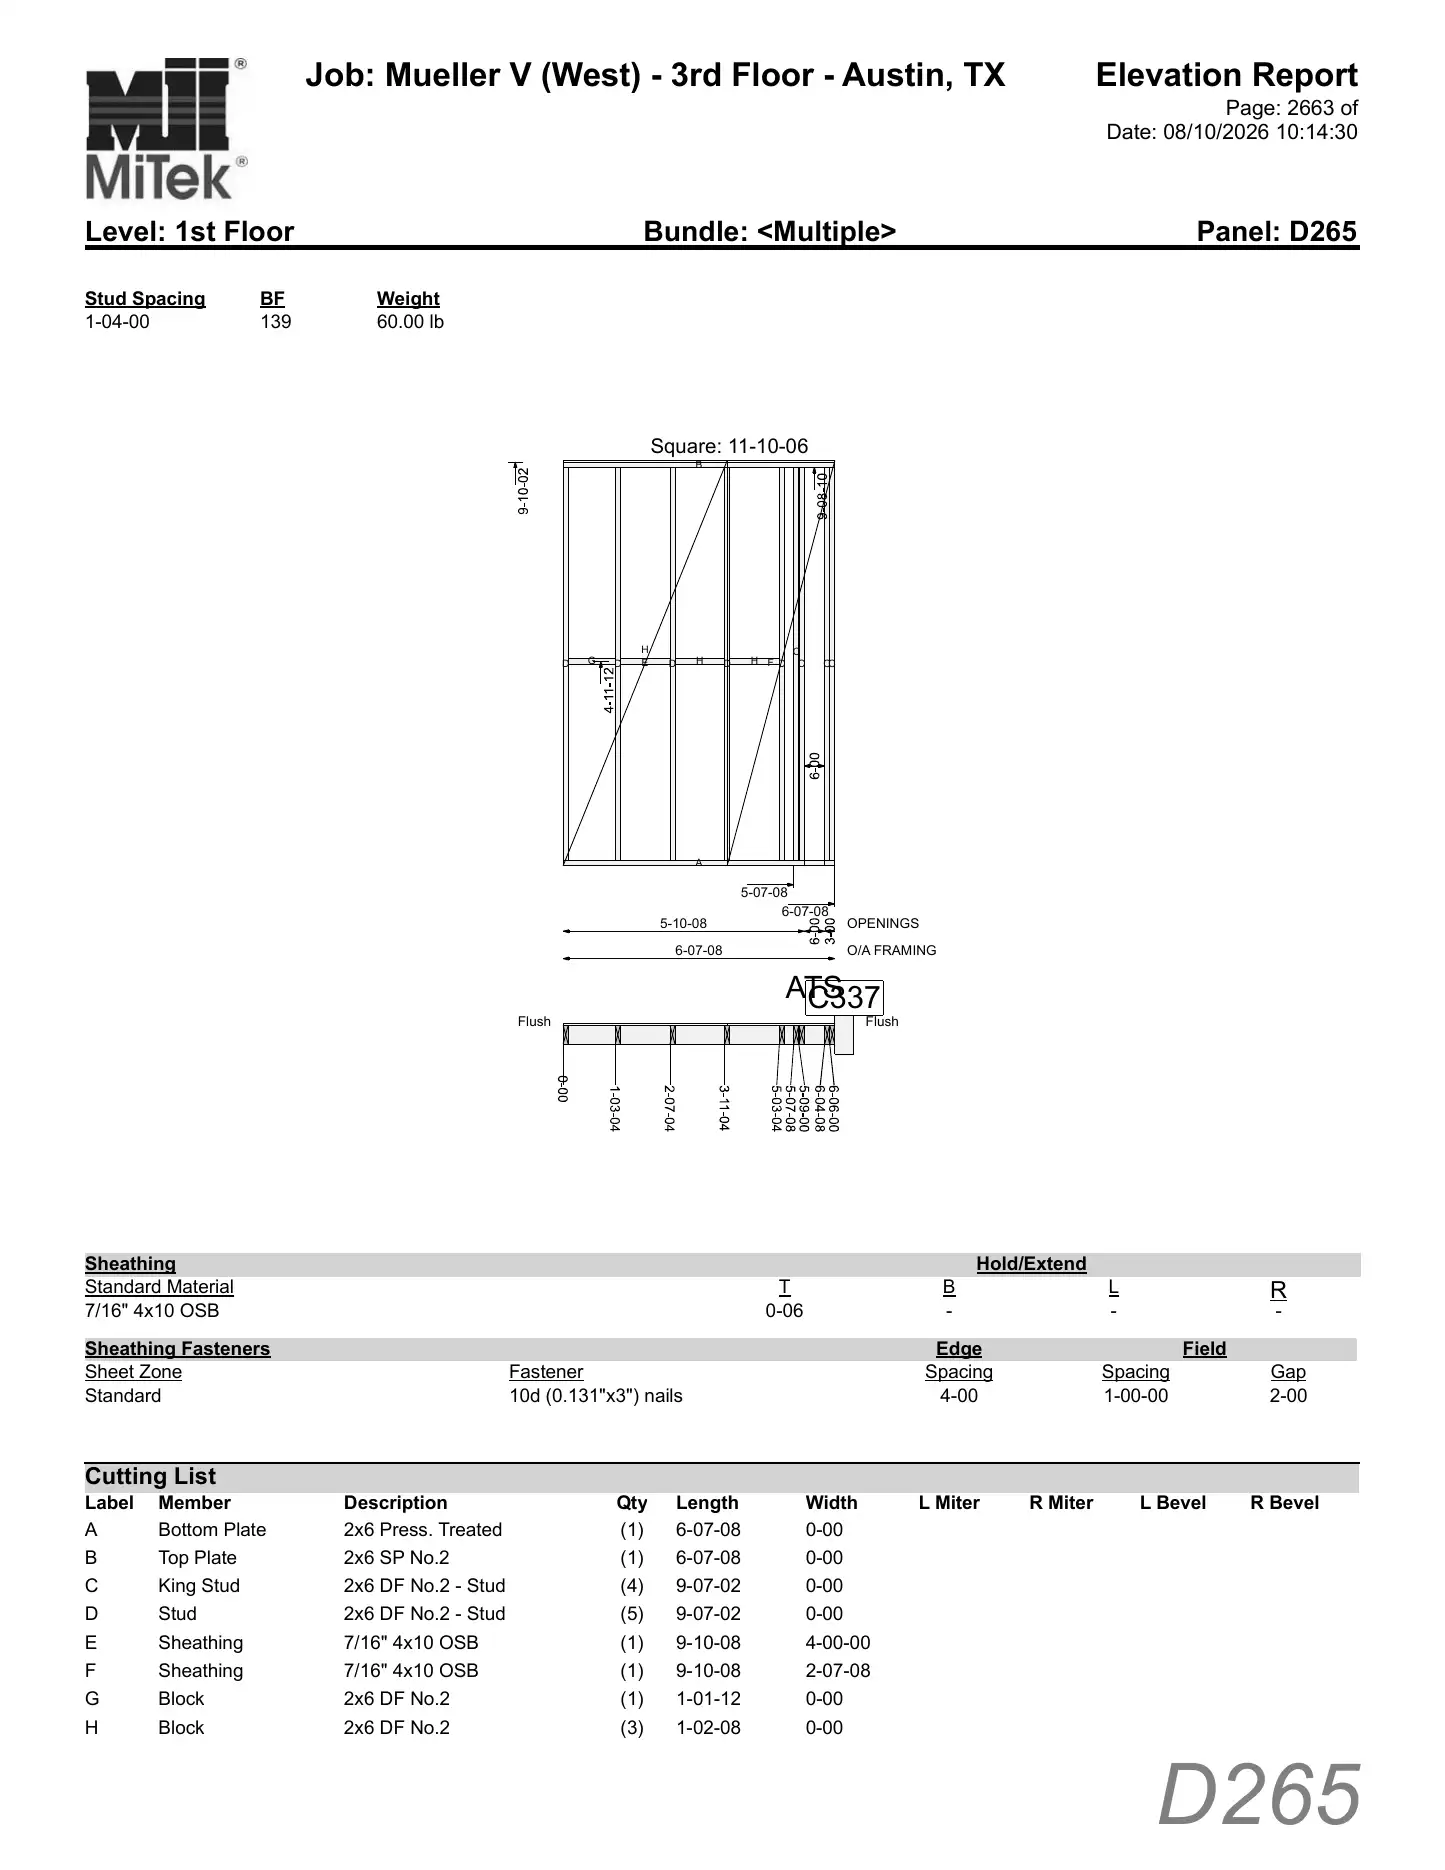 Job: Mueller V (West) - 3rd Floor - Austin, TX
Elevation Report
Page: 2663 of
Date: 08/10/2026 10:14:30
MiTek®
Level: 1st Floor Bundle: <Multiple> Panel: D265
Stud Spacing BF Weight
1-04-00 139 60.00 lb
Square: 11-10-06
B
9-10-02
9-08-10
H
C
G E H H F
4-11-12
6-00
A
5-07-08
6-07-08
5-10-08 6-00 3-00 OPENINGS
6-07-08 O/A FRAMING
ATS
C337
Flush Flush
0-00 1-03-04 2-07-04 3-11-04 5-03-04 5-07-08 5-09-00 6-04-08 6-06-00
Sheathing Hold/Extend
Standard Material T B L R
7/16" 4x10 OSB 0-06 - - -
Sheathing Fasteners Edge Field
Sheet Zone Fastener Spacing Spacing Gap
Standard 10d (0.131"x3") nails 4-00 1-00-00 2-00
Cutting List
Label Member Description Qty Length Width L Miter R Miter L Bevel R Bevel
A Bottom Plate 2x6 Press. Treated (1) 6-07-08 0-00
B Top Plate 2x6 SP No.2 (1) 6-07-08 0-00
C King Stud 2x6 DF No.2 - Stud (4) 9-07-02 0-00
D Stud 2x6 DF No.2 - Stud (5) 9-07-02 0-00
E Sheathing 7/16" 4x10 OSB (1) 9-10-08 4-00-00
F Sheathing 7/16" 4x10 OSB (1) 9-10-08 2-07-08
G Block 2x6 DF No.2 (1) 1-01-12 0-00
H Block 2x6 DF No.2 (3) 1-02-08 0-00
D265